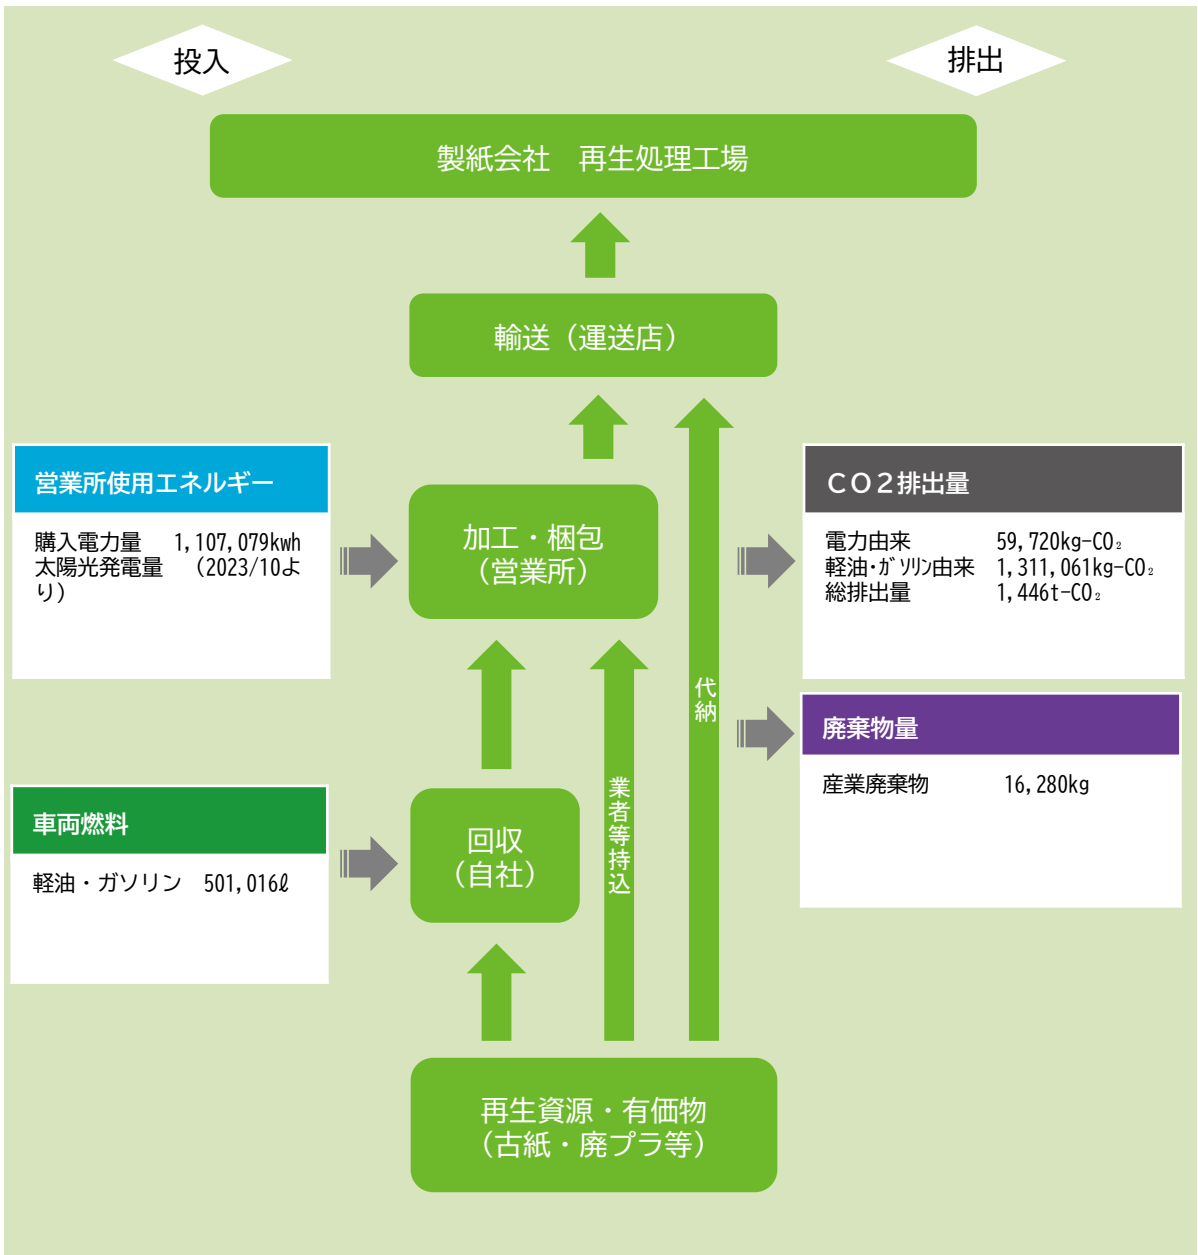 投入
排出
製紙会社　再生処理工場
輸送（運送店）
営業所使用エネルギー
購入電力量　1,107,079kwh
太陽光発電量　（2023/10よ
り）
加工・梱包
（営業所）
ＣＯ２排出量
電力由来　59,720kg-CO₂
軽油・ｶﾞｿﾘﾝ由来　1,311,061kg-CO₂
総排出量　1,446t-CO₂
代納
廃棄物量
産業廃棄物　16,280kg
車両燃料
軽油・ガソリン　501,016ℓ
回収
（自社）
業者等持込
再生資源・有価物
（古紙・廃プラ等）